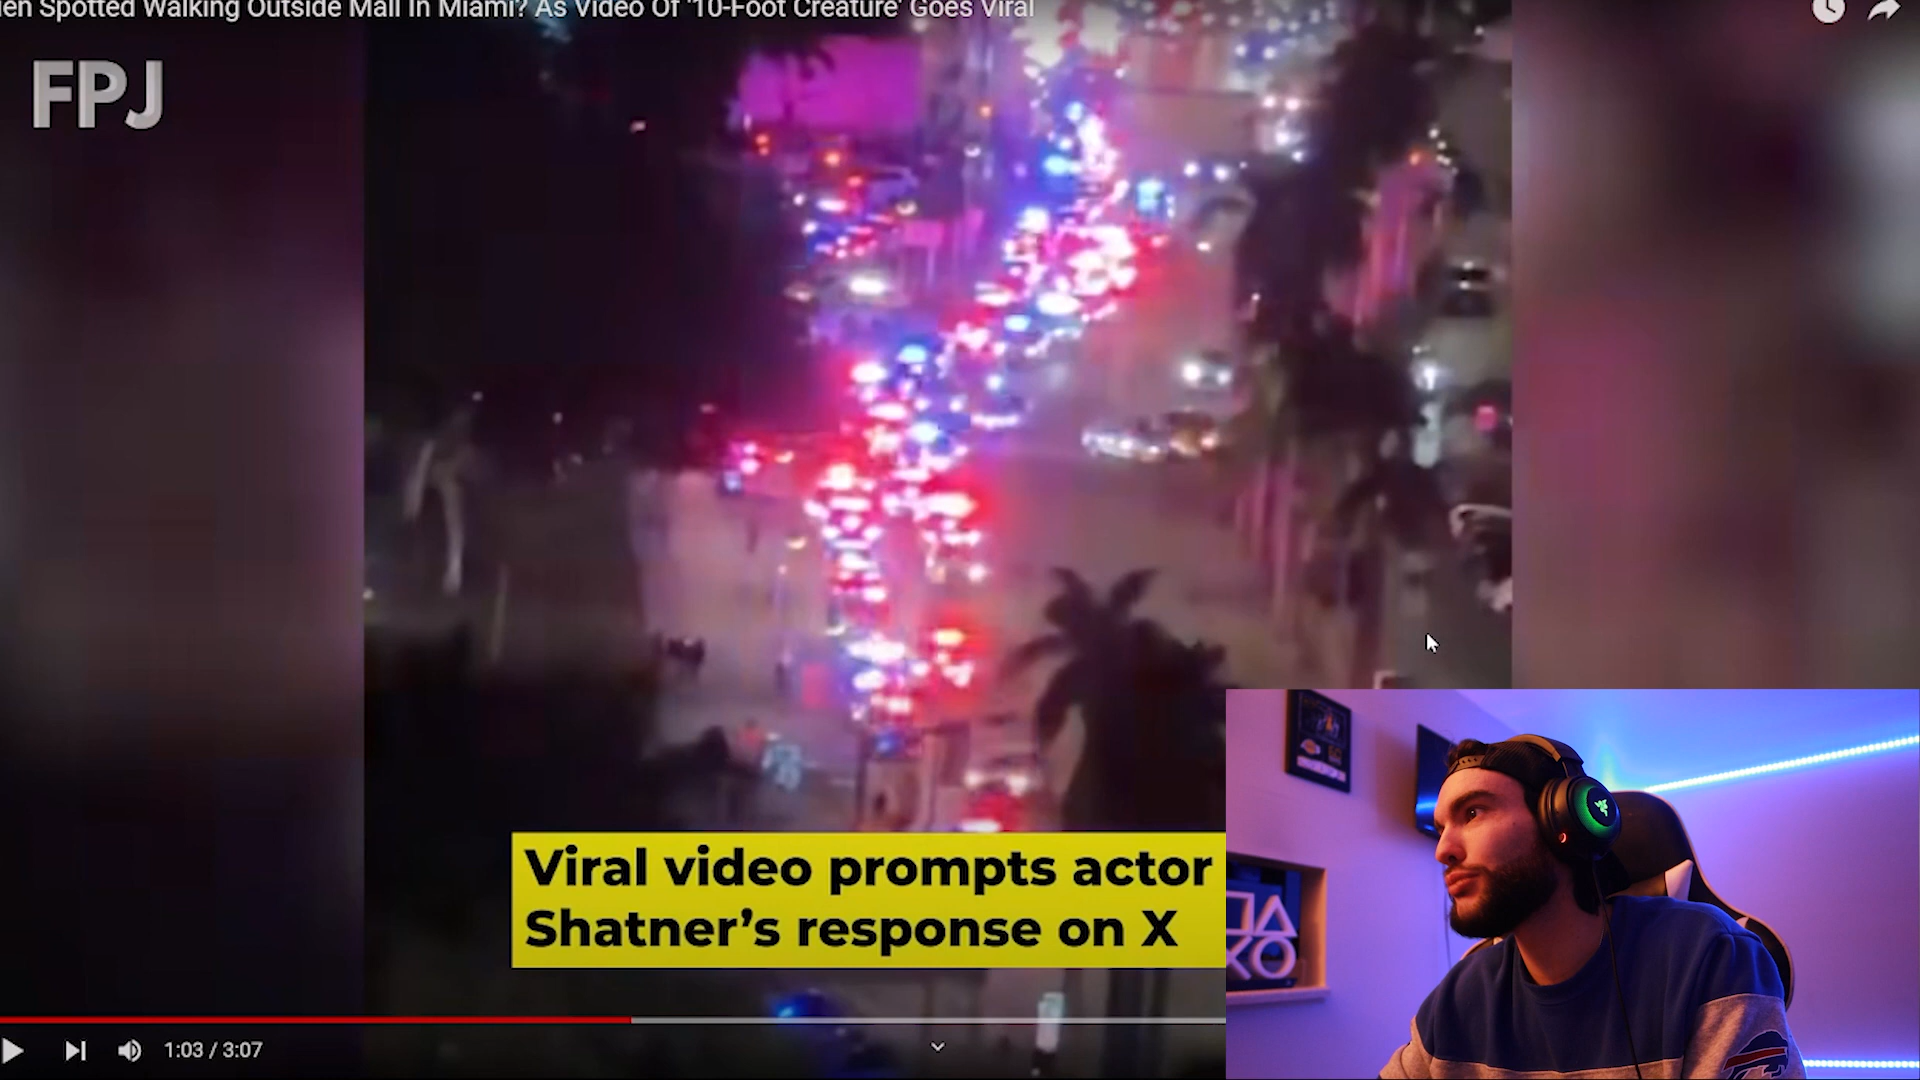 ien Spotted Walking Outside Mall In Miami? As Video Of '10-Foot Creature' Goes Viral
FPJ
Viral video prompts actor
Shatner's response on X
1:03 / 3:07